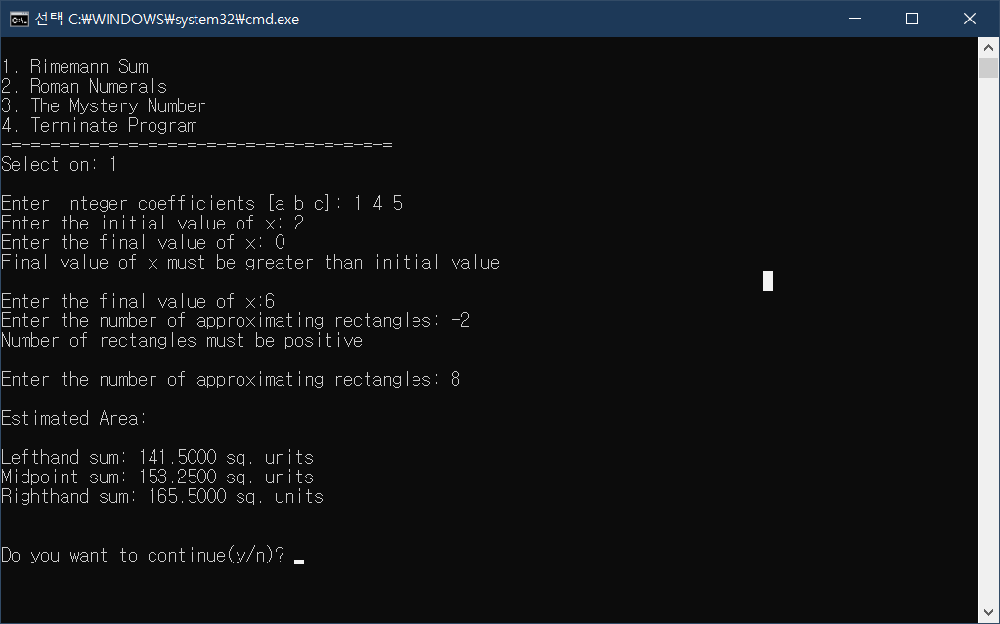 선택 C:₩WINDOWS₩system32₩cmd.exe
1. Rimemann Sum
2. Roman Numerals
3. The Mystery Number
4. Terminate Program
-=-=-=-=-=-=-=-=-=-=-=-=-=-=-=-=-=-=-=-=
Selection: 1
Enter integer coefficients [a b c]: 1 4 5
Enter the initial value of x: 2
Enter the final value of x: 0
Final value of x must be greater than initial value
Enter the final value of x:6
Enter the number of approximating rectangles: -2
Number of rectangles must be positive
Enter the number of approximating rectangles: 8
Estimated Area:
Lefthand sum: 141.5000 sq. units
Midpoint sum: 153.2500 sq. units
Righthand sum: 165.5000 sq. units
Do you want to continue(y/n)?